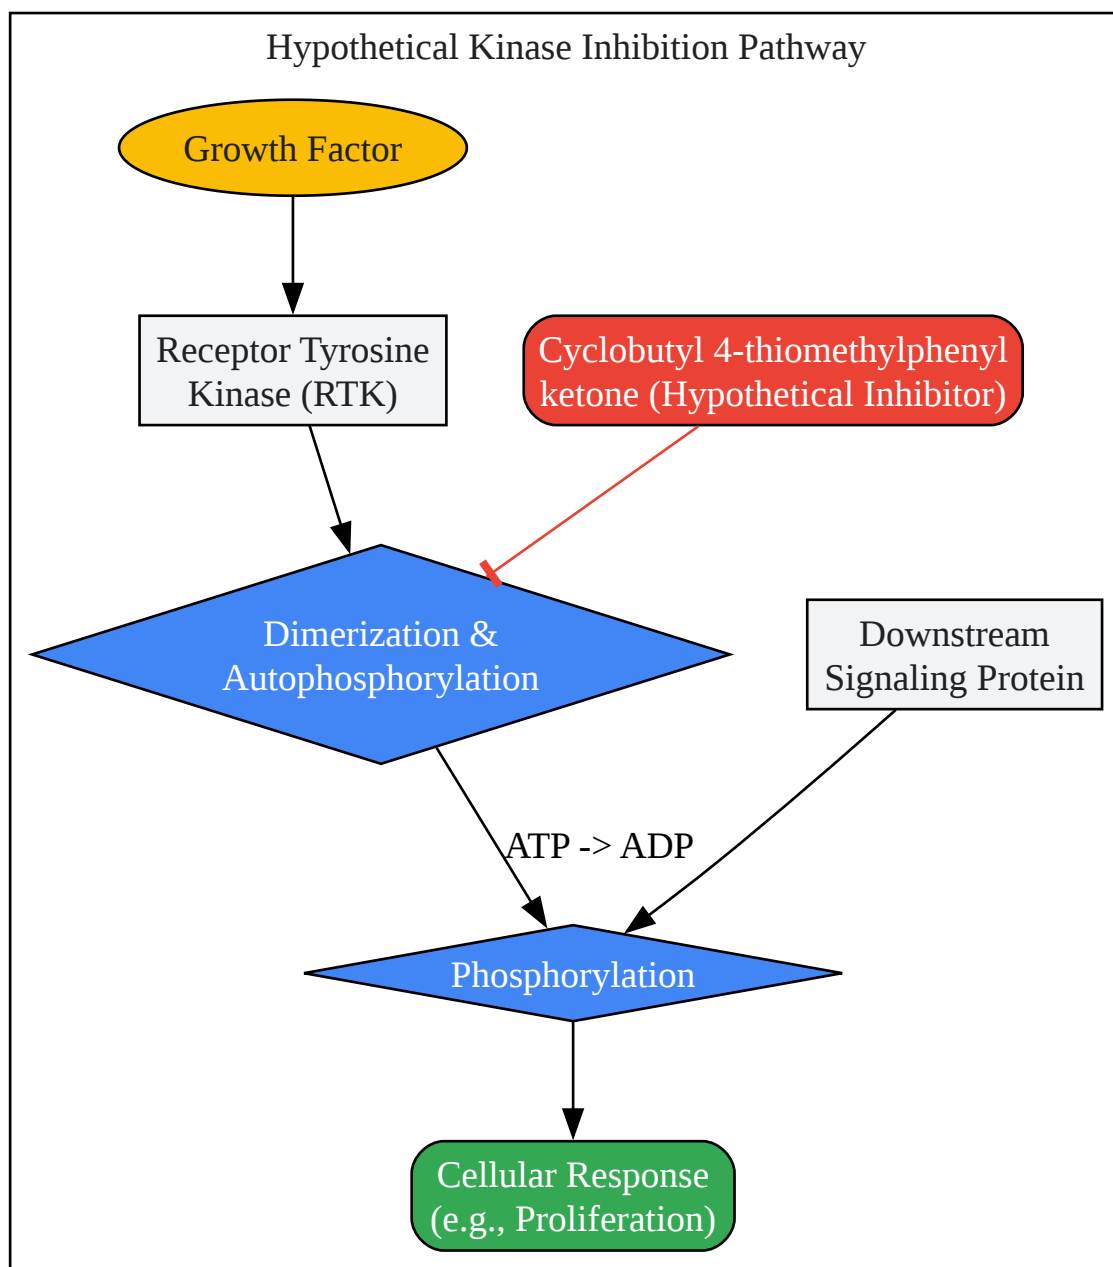 Hypothetical Kinase Inhibition Pathway
Growth Factor
Receptor Tyrosine
Kinase (RTK)
Cyclobutyl 4-thiomethylphenyl
ketone (Hypothetical Inhibitor)
Dimerization &
Autophosphorylation
Downstream
Signaling Protein
ATP -> ADP
Phosphorylation
Cellular Response
(e.g., Proliferation)